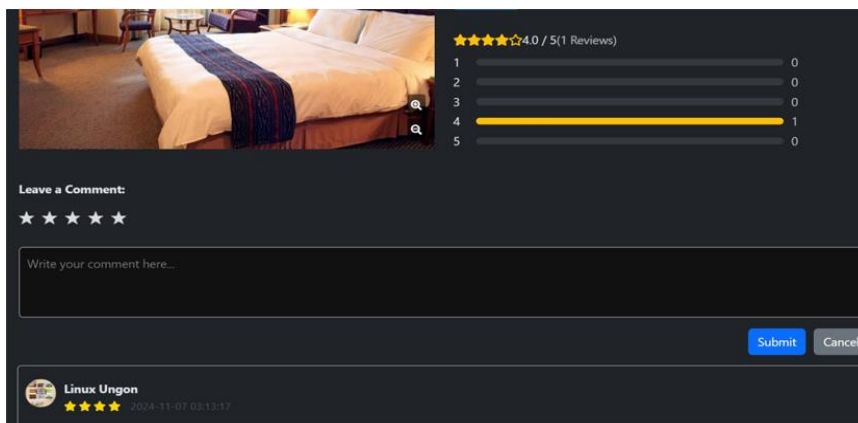 4.0 / 5(1 Reviews)
1 0
2 0
3 0
4 1
5 0
Leave a Comment:
Write your comment here...
Submit Cancel
Linux Ungon
2024-11-07 03:13:17